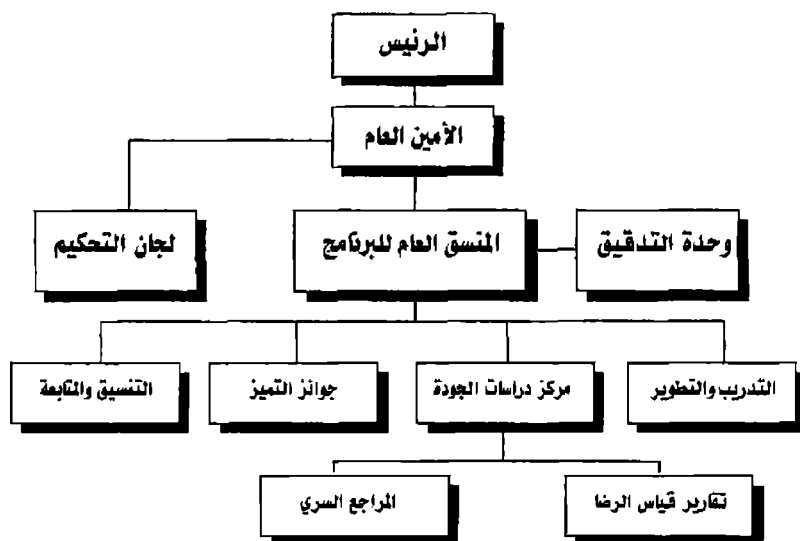 الرئيس
الأمين العام
وحدة التدقيق
المنسق العام للبرنامج
لجان التحكيم
التدريب والتطوير
مركز دراسات الجودة
جوائز التميز
التنسيق والمتابعة
تقارير قياس الرضا
المراجع السري